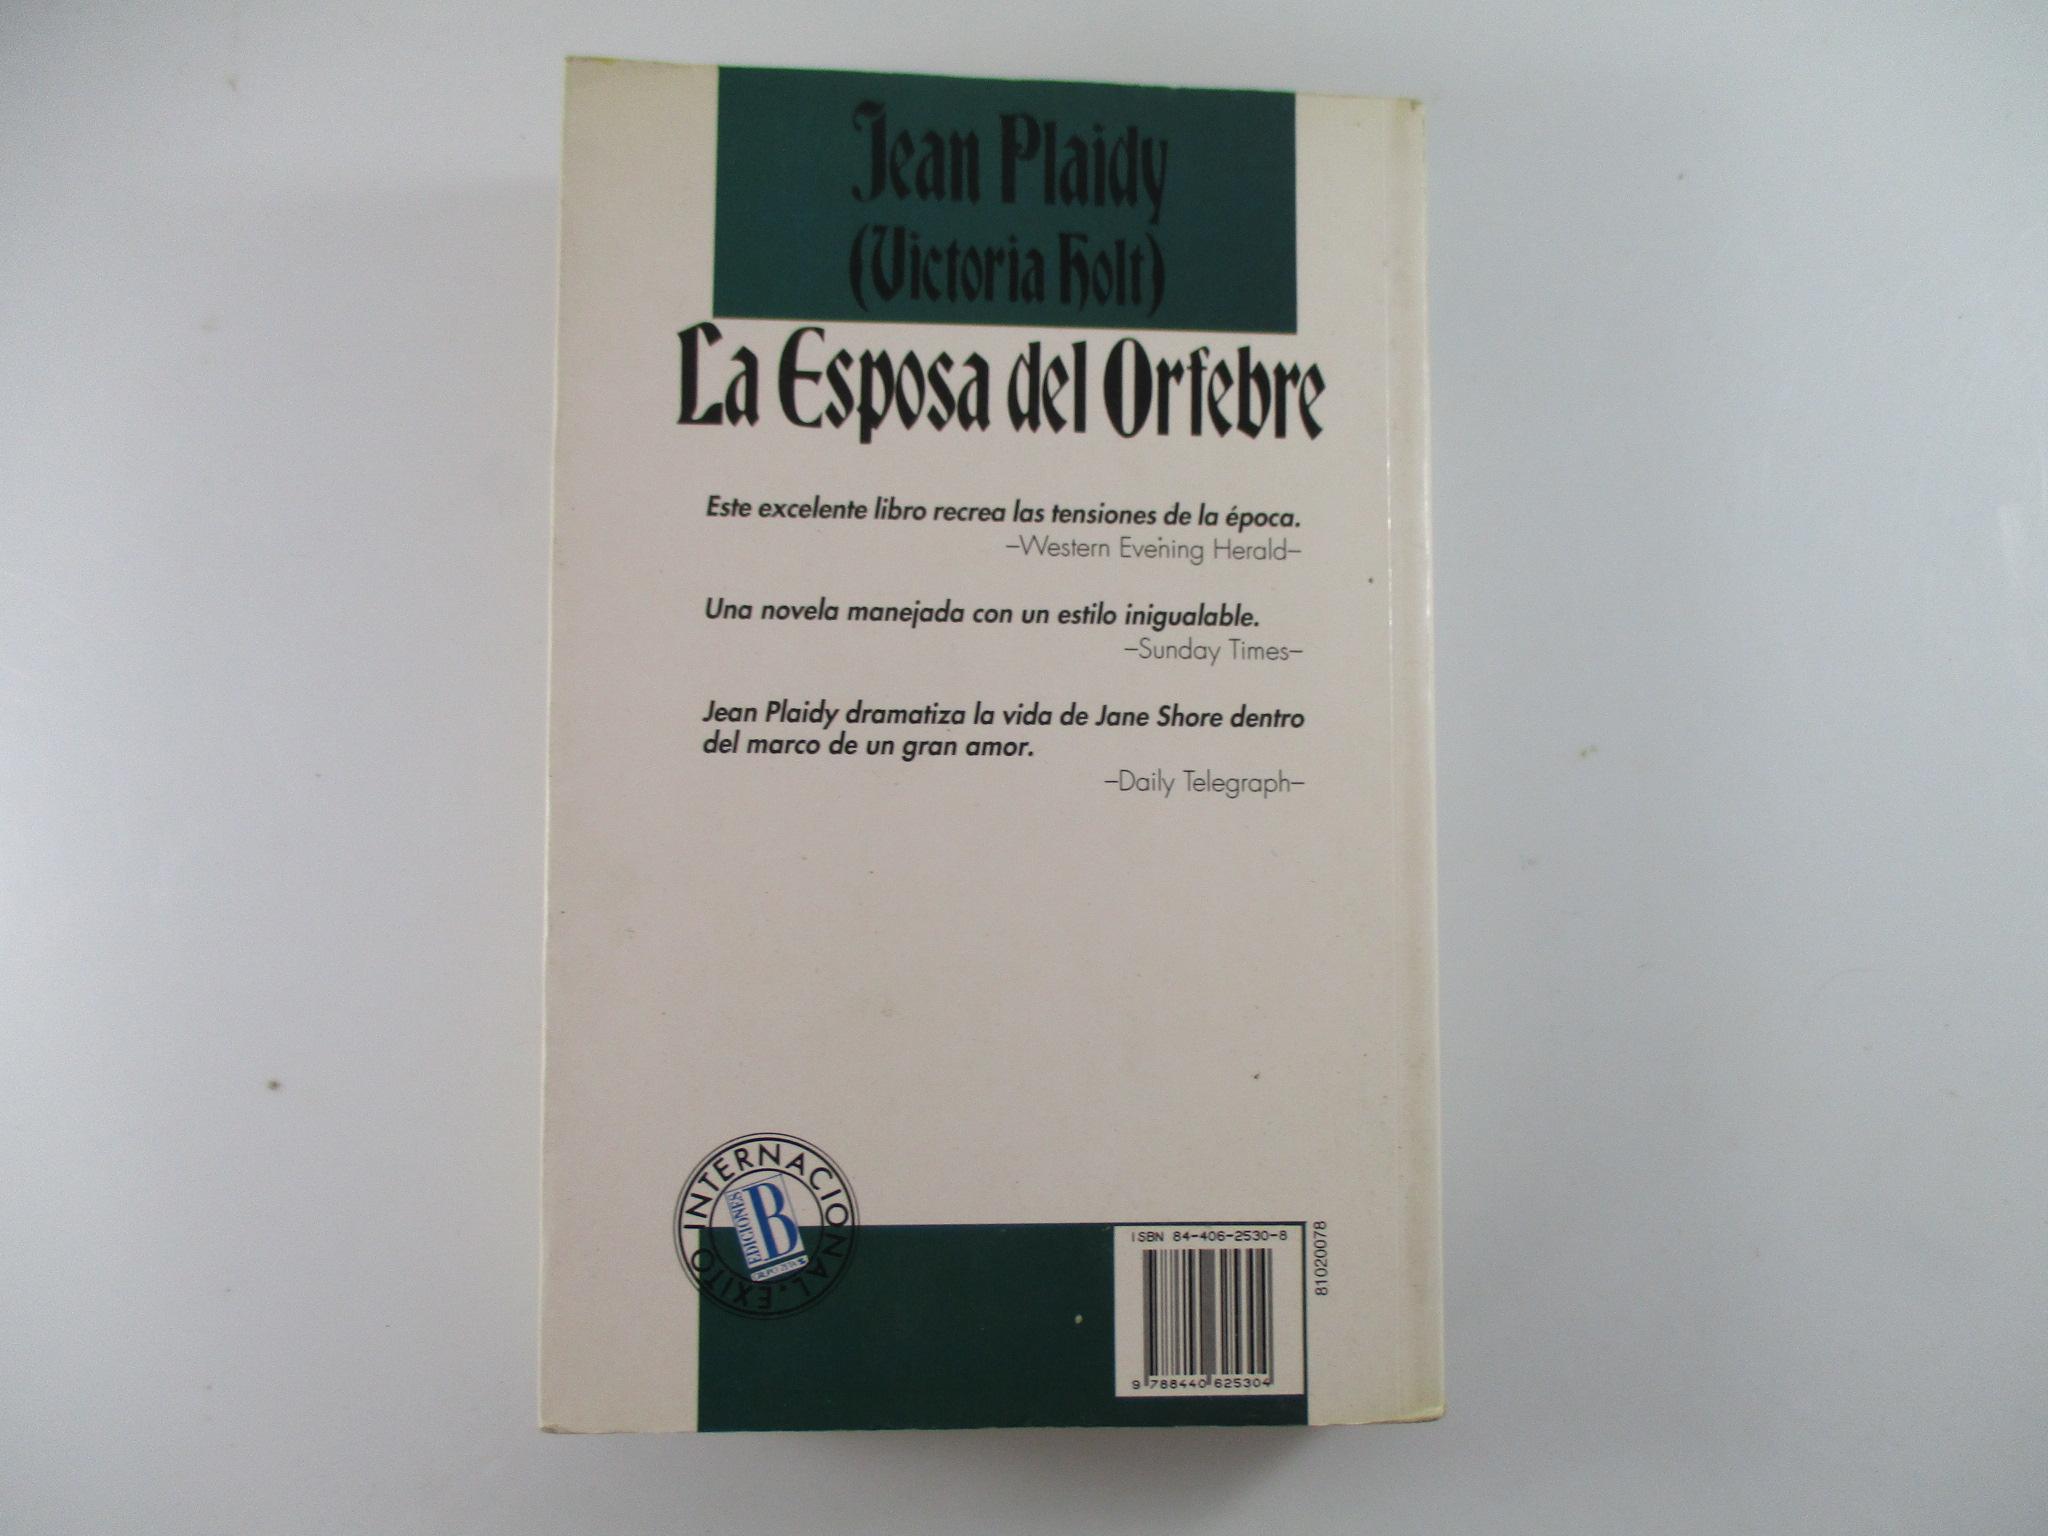 Jean Plaidy
(Victoria Holt)
La Esposa del Orfebre
Este excelente libro recrea las tensiones de la época.
–Western Evening Herald–
Una novela manejada con un estilo inigualable.
–Sunday Times–
Jean Plaidy dramatiza la vida de Jane Shore dentro
del marco de un gran amor.
–Daily Telegraph–
EXITO INTERNACIONAL.
EDICIONES
B
GRUPO ZETA
ISBN 84-406-2530-8
9 788440 625304
81020078